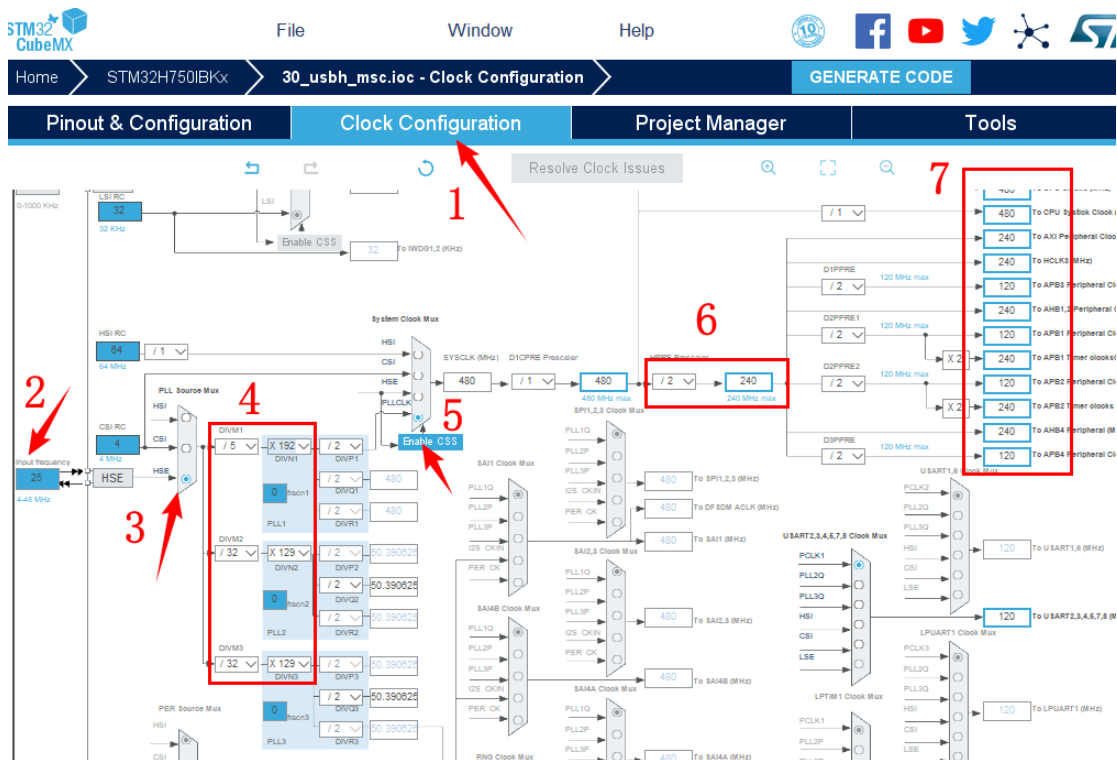 STM32
CubeMX
File
Window
Help
10
Home
STM32H750IBKx
30_usbh_msc.ioc - Clock Configuration
GENERATE CODE
Pinout & Configuration
Clock Configuration
Project Manager
Tools
Resolve Clock Issues
1
7
0-1000 KHz
LSI RC
32
32 KHz
LSI
Enable CSS
32
To IWDG1,2 (KHz)
/ 1
480
480
To CPU Systick Clock
240
To AXI Peripheral Cloc
240
To HCLK3 (MHz)
D1PPRE
/ 2
120 MHz max
120
To APB3 Peripheral Cl
240
To AHB1,2 Peripheral
D2PPRE1
/ 2
120 MHz max
120
To APB1 Peripheral Cl
X 2
240
To APB1 Timer clocks
D2PPRE2
/ 2
120 MHz max
120
To APB2 Peripheral Cl
X 2
240
To APB2 Timer clocks
240
To AHB4 Peripheral (M
D3PPRE
/ 2
120 MHz max
120
To APB4 Peripheral Cl
System Clock Mux
HSI
CSI
HSE
PLLCLK
HSI RC
64
64 MHz
/ 1
SYSCLK (MHz)
480
D1CPRE Prescaler
/ 1
480
480 MHz max
6
HPRE Prescaler
/ 2
240
240 MHz max
5
Enable CSS
2
CSI RC
4
4 MHz
Input frequency
25
4-48 MHz
HSE
3
PLL Source Mux
HSI
CSI
HSE
4
DIVM1
/ 5
X 192
DIVN1
/ 2
DIVP1
0
fracn1
/ 2
480
DIVQ1
/ 2
480
DIVR1
PLL1
DIVM2
/ 32
X 129
DIVN2
/ 2
50.390625
DIVP2
0
fracn2
/ 2
50.390625
DIVQ2
/ 2
50.390625
DIVR2
PLL2
DIVM3
/ 32
X 129
DIVN3
/ 2
50.390625
DIVP3
0
fracn3
/ 2
50.390625
DIVQ3
/ 2
50.390625
DIVR3
PLL3
PER Source Mux
HSI
CSI
SPI1,2,3 Clock Mux
PLL1Q
PLL2P
PLL3P
I2S CKIN
PER CK
480
To SPI1,2,3 (MHz)
480
To DFSDM ACLK (MHz)
SAI1 Clock Mux
PLL1Q
PLL2P
PLL3P
I2S CKIN
PER CK
480
To SAI1 (MHz)
SAI2,3 Clock Mux
PLL1Q
PLL2P
PLL3P
I2S CKIN
PER CK
480
To SAI2,3 (MHz)
SAI4B Clock Mux
PLL1Q
PLL2P
PLL3P
I2S CKIN
PER CK
480
To SAI4B (MHz)
SAI4A Clock Mux
PLL1Q
PLL2P
PLL3P
480
To SAI4A (MHz)
RNG Clock Mux
USART1,6 Clock Mux
PCLK2
PLL2Q
PLL3Q
HSI
CSI
LSE
120
To USART1,6 (MHz)
USART2,3,4,5,7,8 Clock Mux
PCLK1
PLL2Q
PLL3Q
HSI
CSI
LSE
120
To USART2,3,4,5,7,8 (M
LPUART1 Clock Mux
PCLK3
PLL2Q
PLL3Q
HSI
CSI
LSE
120
To LPUART1 (MHz)
LPTIM1 Clock Mux
PCLK1
PLL2P